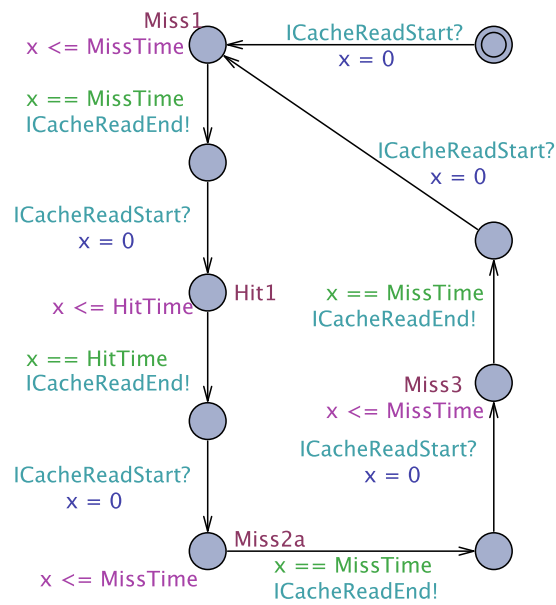 Miss1
x <= MissTime
ICacheReadStart?
x = 0
x == MissTime
ICacheReadEnd!
ICacheReadStart?
x = 0
ICacheReadStart?
x = 0
x <= HitTime
Hit1
x == MissTime
ICacheReadEnd!
x == HitTime
ICacheReadEnd!
Miss3
x <= MissTime
ICacheReadStart?
x = 0
ICacheReadStart?
x = 0
Miss2a
x <= MissTime
x == MissTime
ICacheReadEnd!